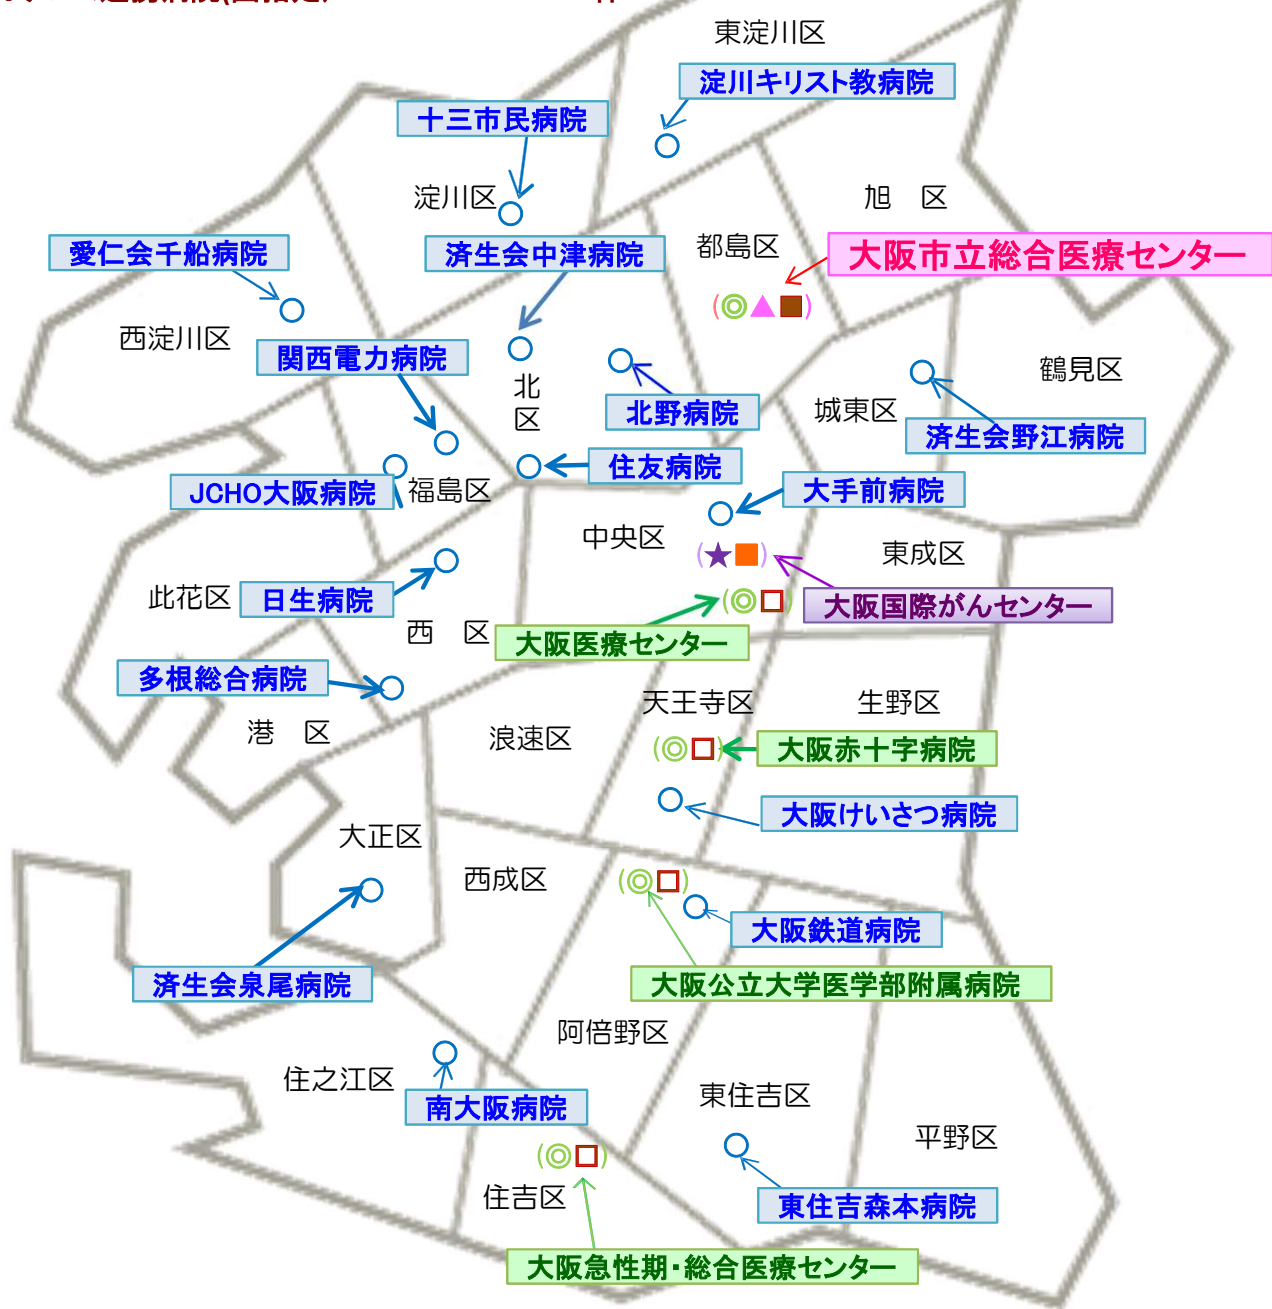 東淀川区
淀川キリスト教病院
十三市民病院
淀川区
旭　区
愛仁会千船病院
済生会中津病院
都島区
大阪市立総合医療センター
西淀川区
関西電力病院
北区
鶴見区
北野病院
城東区
済生会野江病院
住友病院
JCHO大阪病院
福島区
大手前病院
中央区
東成区
此花区
日生病院
大阪国際がんセンター
西　区
大阪医療センター
多根総合病院
天王寺区
生野区
港　区
浪速区
大阪赤十字病院
大阪けいさつ病院
大正区
西成区
大阪鉄道病院
済生会泉尾病院
大阪公立大学医学部附属病院
阿倍野区
住之江区
南大阪病院
東住吉区
平野区
住吉区
東住吉森本病院
大阪急性期・総合医療センター